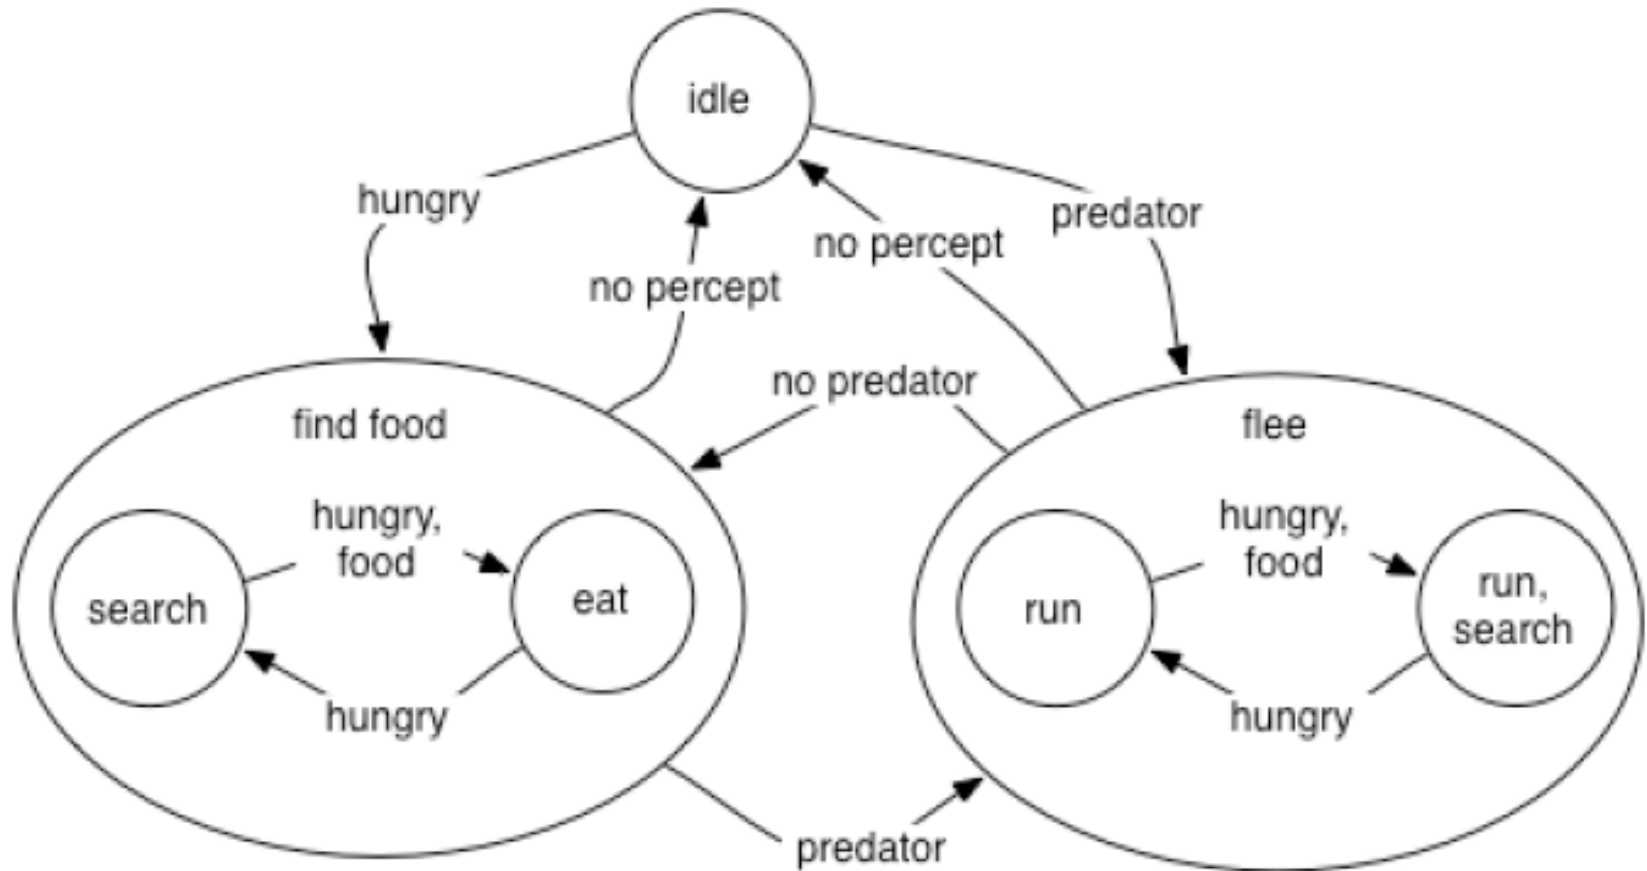 idle
hungry
predator
no percept
no percept
no predator
find food
flee
hungry,
food
search
eat
hungry
hungry,
food
run
run,
search
hungry
predator